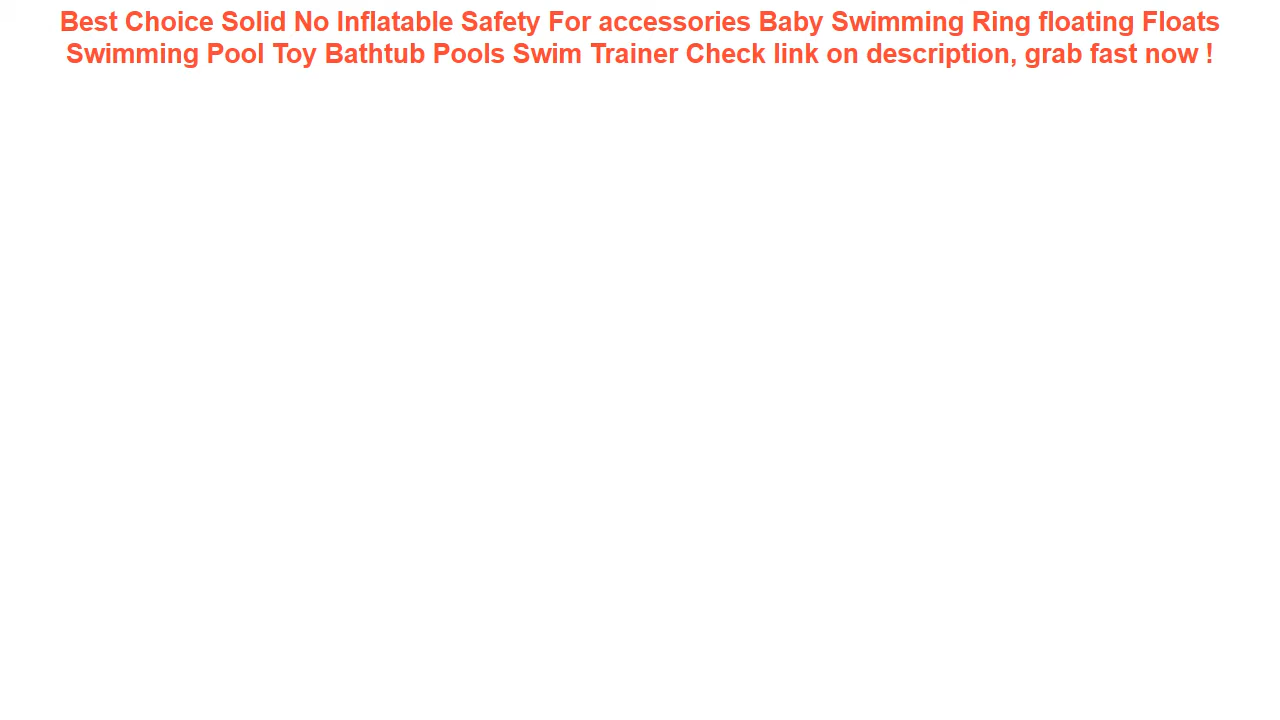 Best Choice Solid No Inflatable Safety For accessories Baby Swimming Ring floating Floats
Swimming Pool Toy Bathtub Pools Swim Trainer Check link on description, grab fast now !